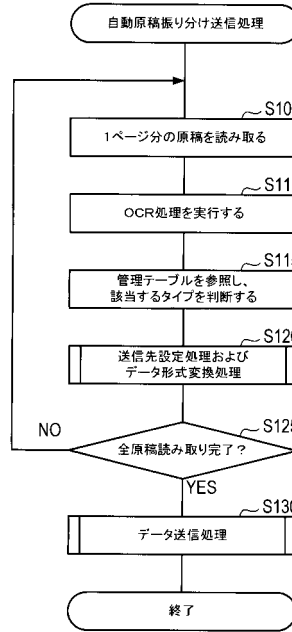 自動原稿振り分け送信処理
S10
1ページ分の原稿を読み取る
S11
OCR処理を実行する
S11
管理テーブルを参照し、
該当するタイプを判断する
S120
送信先設定処理および
データ形式変換処理
S125
NO
全原稿読み取り完了？
YES
S130
データ送信処理
終了